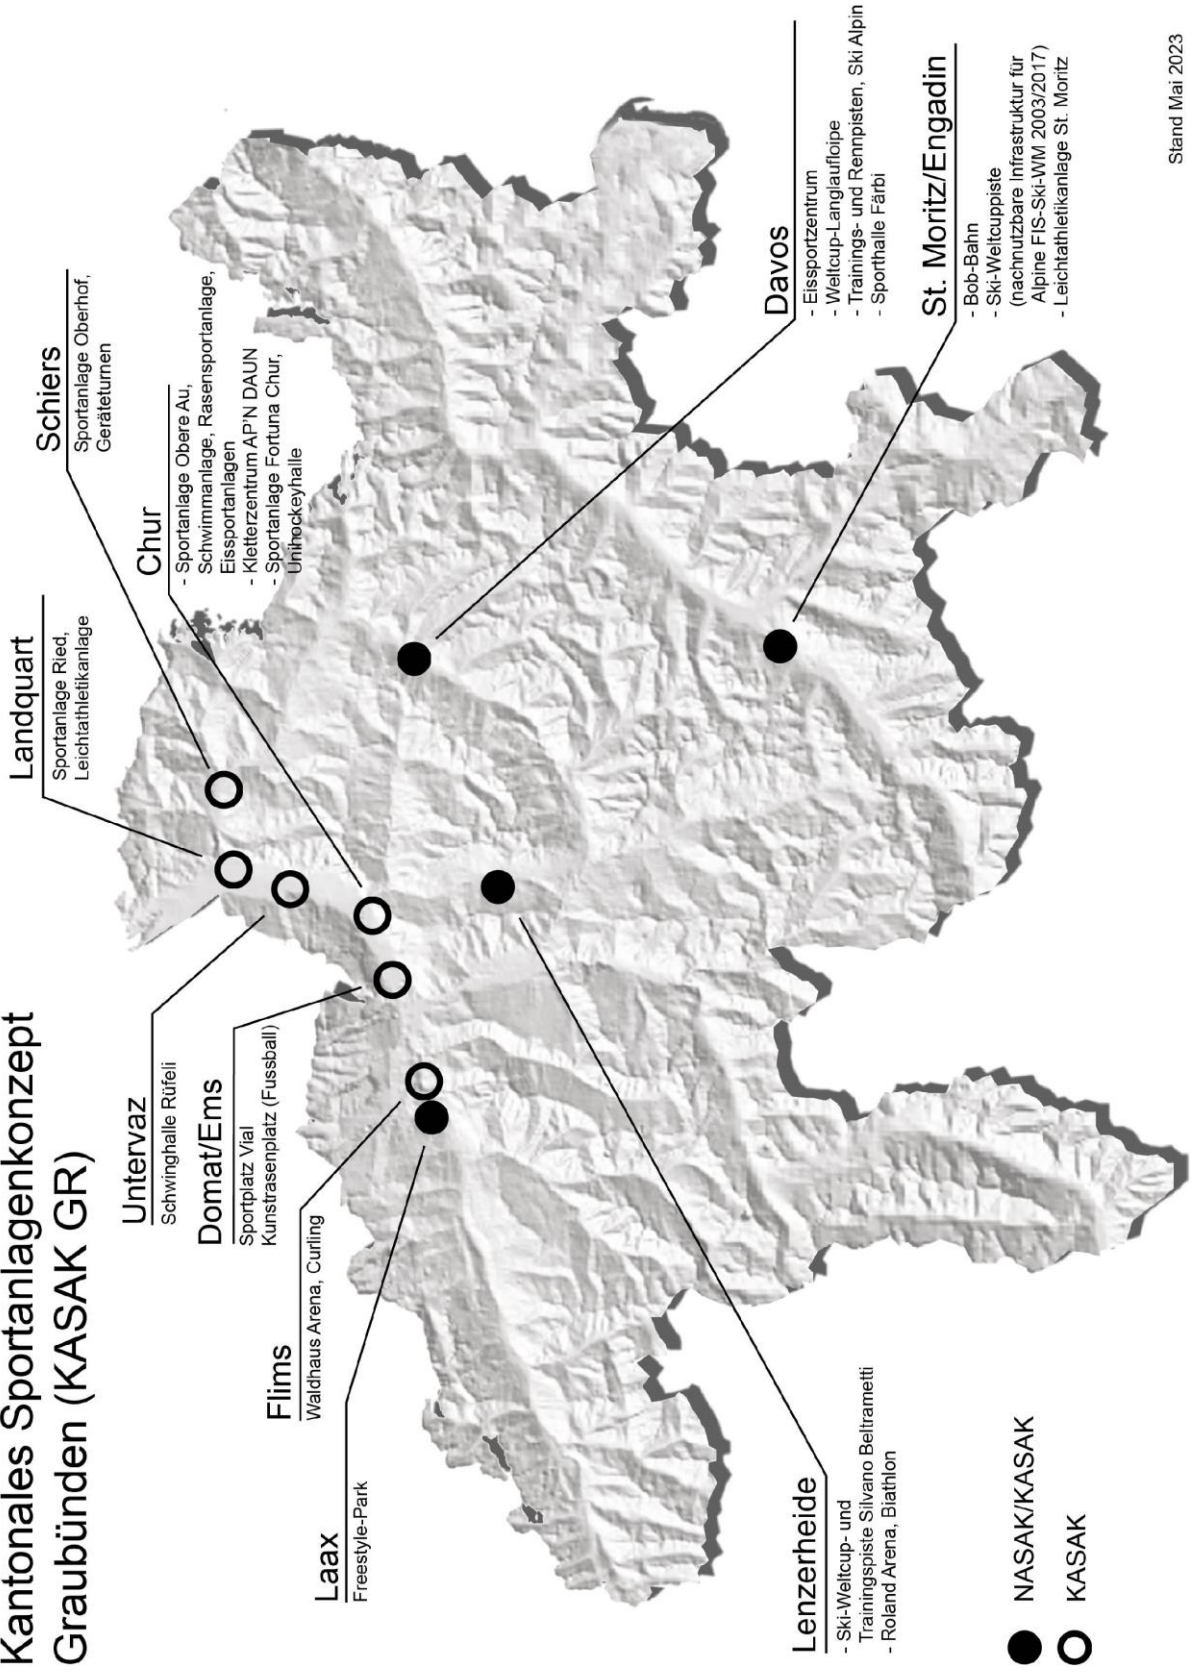 Kantonales Sportanlagenkonzept
Graubünden (KASAK GR)
Landquart
Sportanlage Ried,
Leichtathletikanlage
Schiers
Sportanlage Oberhof,
Geräteturnen
Chur
- Sportanlage Obere Au,
Schwimmanlage, Rasensportanlage,
Eissportanlagen
- Kletterzentrum AP'N DAUN
- Sportanlage Fortuna Chur,
Unihockeyhalle
Untervaz
Schwinghalle Rüfeli
Domat/Ems
Sportplatz Vial
Kunstrasenplatz (Fussball)
Flims
Waldhaus Arena, Curling
Laax
Freestyle-Park
Davos
- Eissportzentrum
- Weltcup-Langlaufloipe
- Trainings- und Rennpisten, Ski Alpin
- Sporthalle Färbi
St. Moritz/Engadin
- Bob-Bahn
- Ski-Weltcuppiste
(nachnutzbare Infrastruktur für
Alpine FIS-Ski-WM 2003/2017)
- Leichtathletikanlage St. Moritz
Lenzerheide
- Ski-Weltcup- und
Trainingspiste Silvano Beltrametti
- Roland Arena, Biathlon
NASAK/KASAK
KASAK
Stand Mai 2023